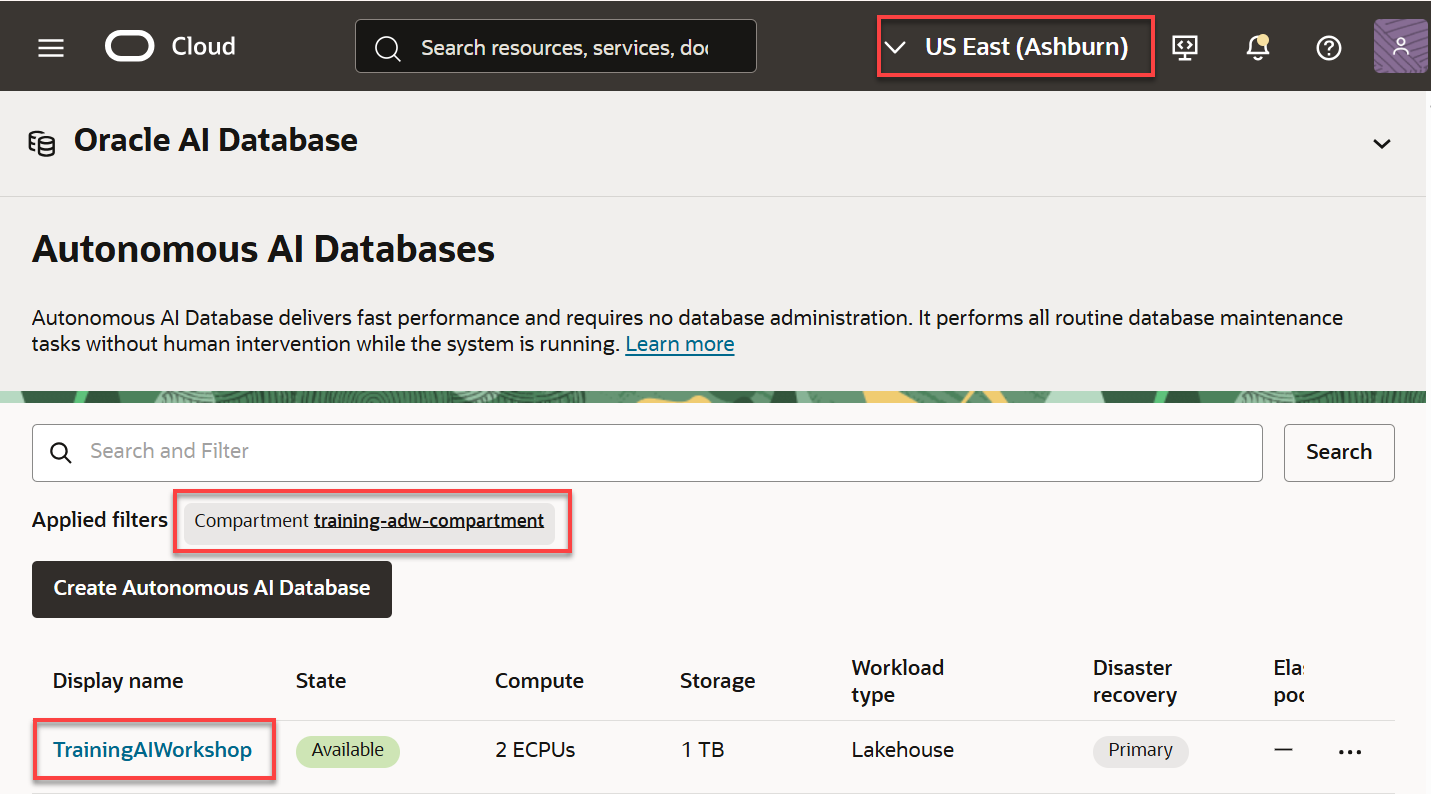 Cloud
Search resources, services, doc
US East (Ashburn)
Oracle AI Database
Autonomous AI Databases
Autonomous AI Database delivers fast performance and requires no database administration. It performs all routine database maintenance
tasks without human intervention while the system is running. Learn more
Search and Filter
Search
Applied filters
Compartment training-adw-compartment
Create Autonomous AI Database
Display name
State
Compute
Storage
Workload
type
Disaster
recovery
TrainingAIWorkshop
Available
2 ECPUs
1 TB
Lakehouse
Primary
—